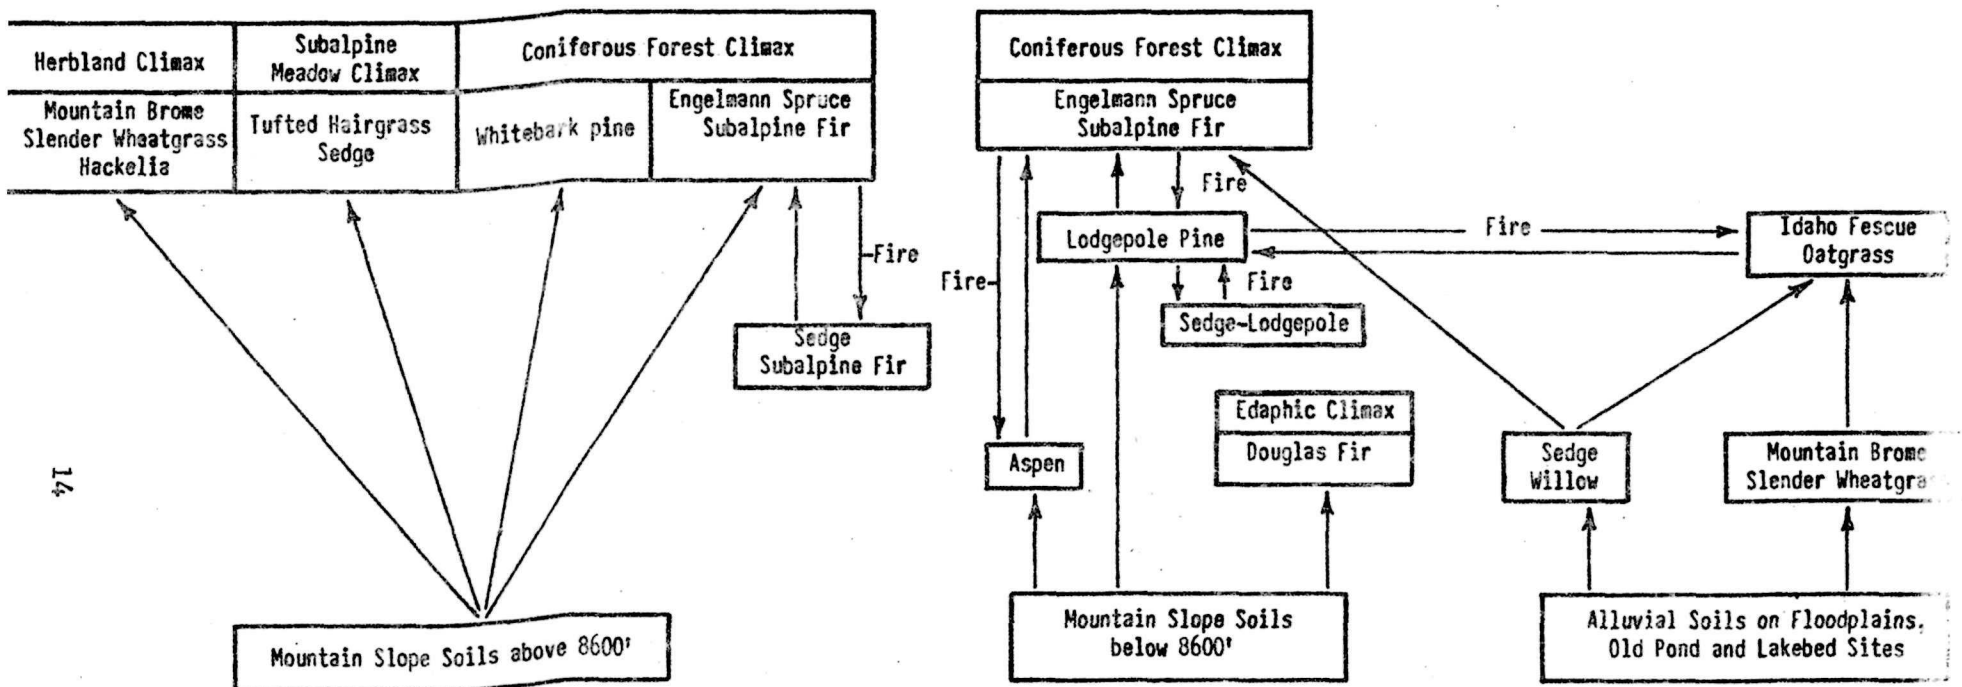 Herbland Climax
Subalpine
Meadow Climax
Coniferous Forest Climax
Mountain Brome
Slender Wheatgrass
Hackelia
Tufted Hairgrass
Sedge
Whitebark pine
Engelmann Spruce
Subalpine Fir
Fire
Sedge
Subalpine Fir
Mountain Slope Soils above 8600'
14
Coniferous Forest Climax
Engelmann Spruce
Subalpine Fir
Fire
Lodgepole Pine
Fire
Idaho Fescue
Oatgrass
Fire
Fire
Sedge-Lodgepole
Edaphic Climax
Douglas Fir
Aspen
Sedge
Willow
Mountain Brome
Slender Wheatgra
Mountain Slope Soils
below 8600'
Alluvial Soils on Floodplains,
Old Pond and Lakebed Sites